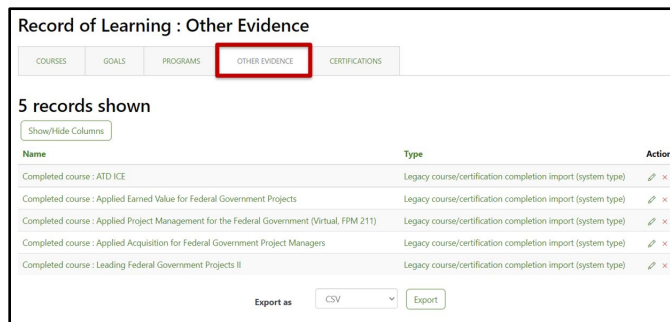 Record of Learning : Other Evidence
COURSES GOALS PROGRAMS OTHER EVIDENCE CERTIFICATIONS
5 records shown
Show/Hide Columns
Name Type Action
Completed course : ATD ICE Legacy course/certification completion import (system type)
Completed course : Applied Earned Value for Federal Government Projects Legacy course/certification completion import (system type)
Completed course : Applied Project Management for the Federal Government (Virtual, FPM 211) Legacy course/certification completion import (system type)
Completed course : Applied Acquisition for Federal Government Project Managers Legacy course/certification completion import (system type)
Completed course : Leading Federal Government Projects II Legacy course/certification completion import (system type)
Export as CSV Export